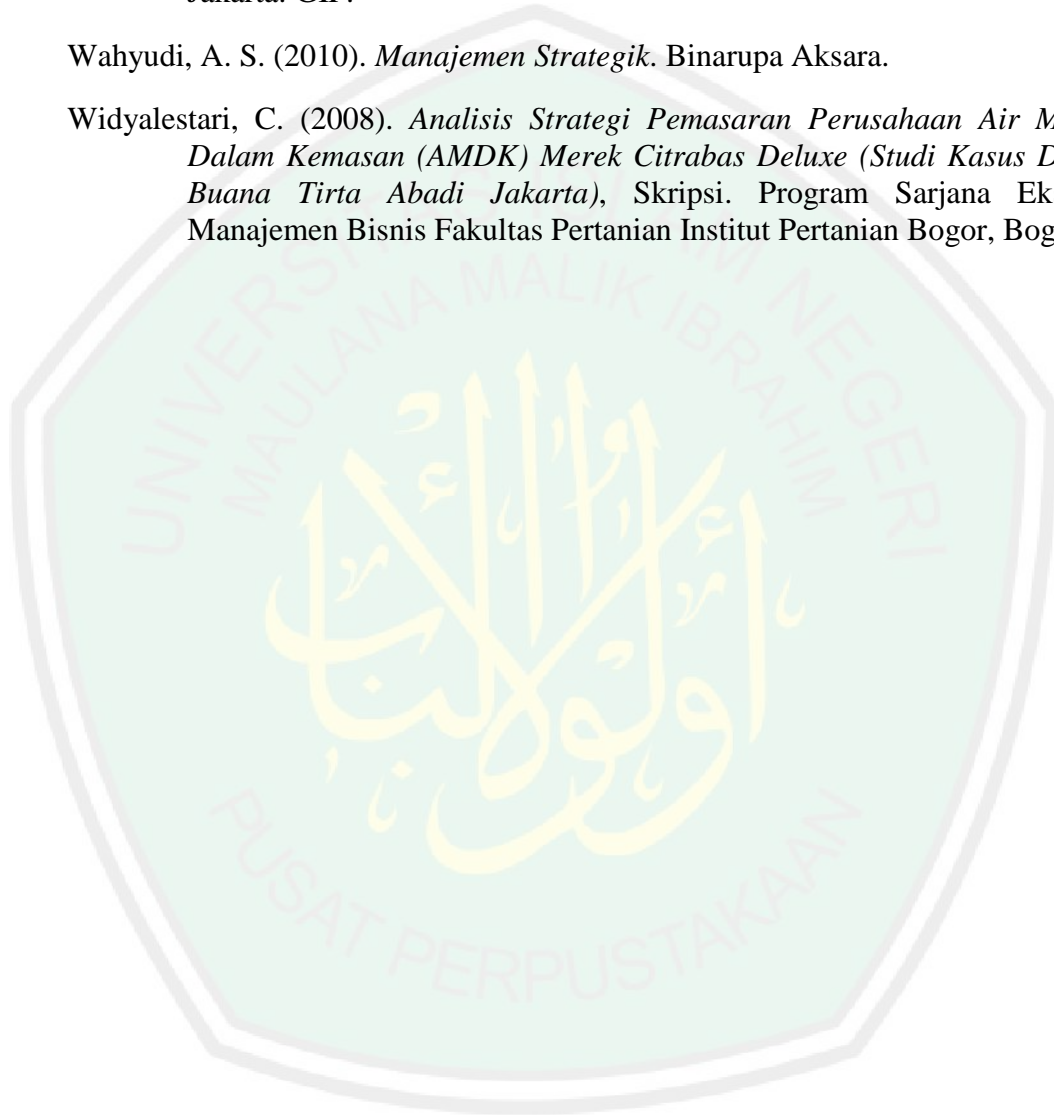 Wahyudi, A. S. (2010). Manajemen Strategik. Binarupa Aksara.
Widyalestari, C. (2008). Analisis Strategi Pemasaran Perusahaan Air M
Dalam Kemasan (AMDK) Merek Citrabas Deluxe (Studi Kasus D
Buana Tirta Abadi Jakarta), Skripsi. Program Sarjana Ek
Manajemen Bisnis Fakultas Pertanian Institut Pertanian Bogor, Bog
UNIVERSITAS ISLAM NEGERI
MAULANA MALIK IBRAHIM
أولوا الألباب
PUSAT PERPUSTAKAAN